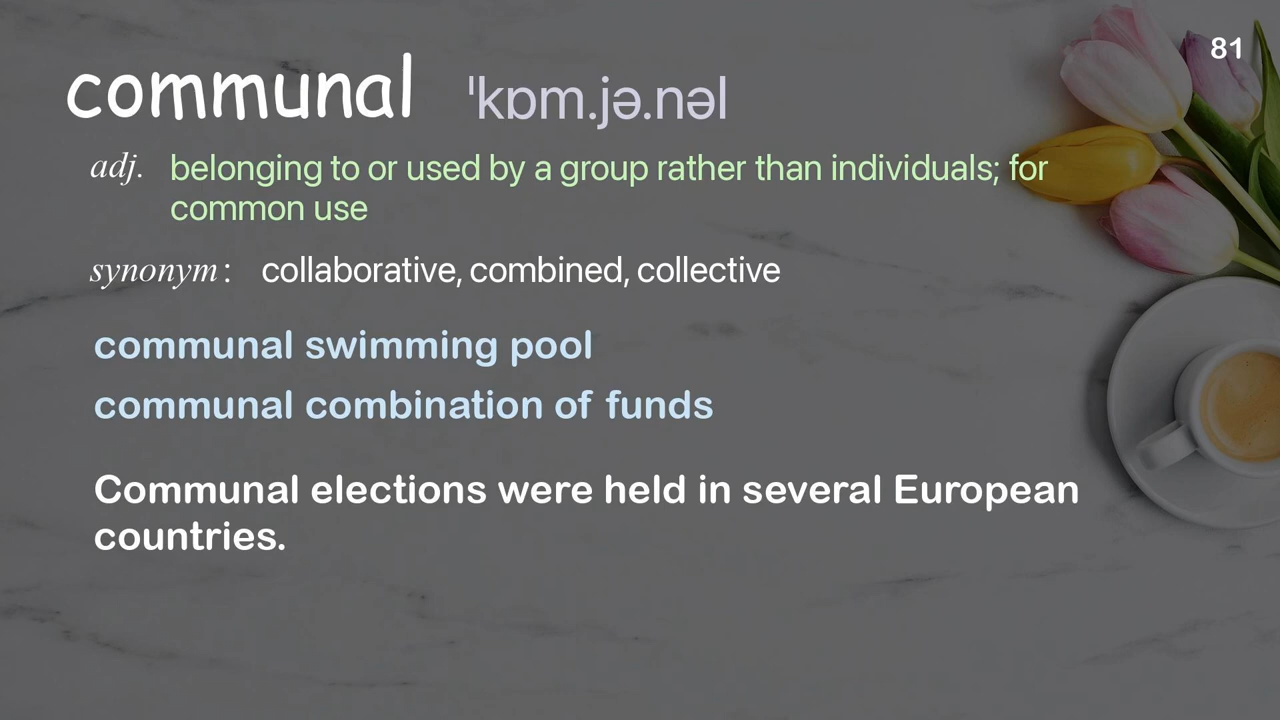 81
communal ˈkɒm.jə.nəl
adj. belonging to or used by a group rather than individuals; for
common use
synonym: collaborative, combined, collective
communal swimming pool
communal combination of funds
Communal elections were held in several European
countries.